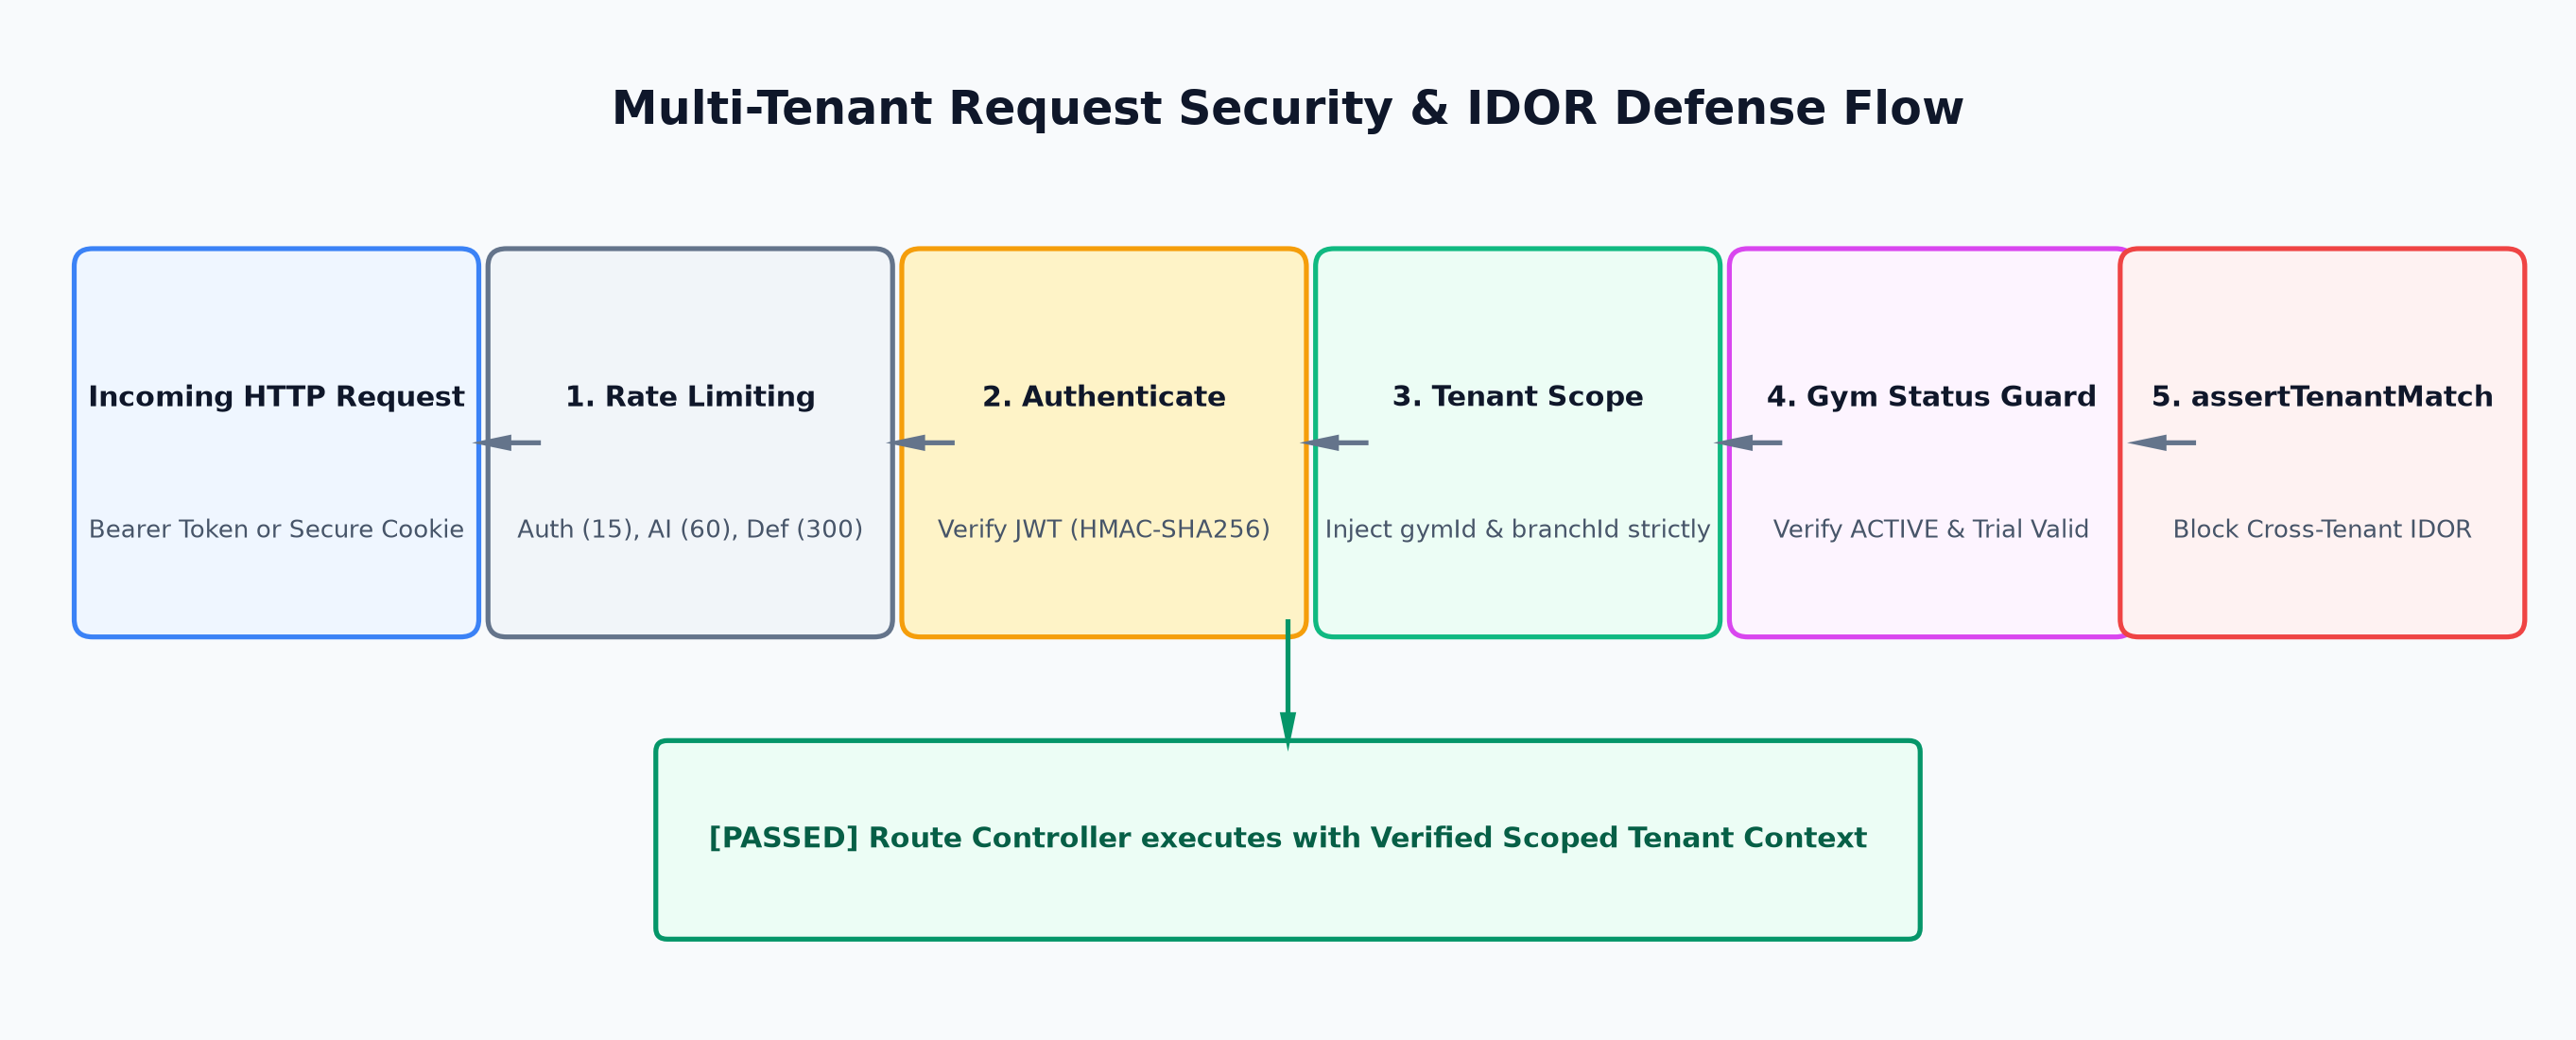 Multi-Tenant Request Security & IDOR Defense Flow
Incoming HTTP Request
Bearer Token or Secure Cookie
1. Rate Limiting
Auth (15), AI (60), Def (300)
2. Authenticate
Verify JWT (HMAC-SHA256)
3. Tenant Scope
Inject gymId & branchId strictly
4. Gym Status Guard
Verify ACTIVE & Trial Valid
5. assertTenantMatch
Block Cross-Tenant IDOR
[PASSED] Route Controller executes with Verified Scoped Tenant Context